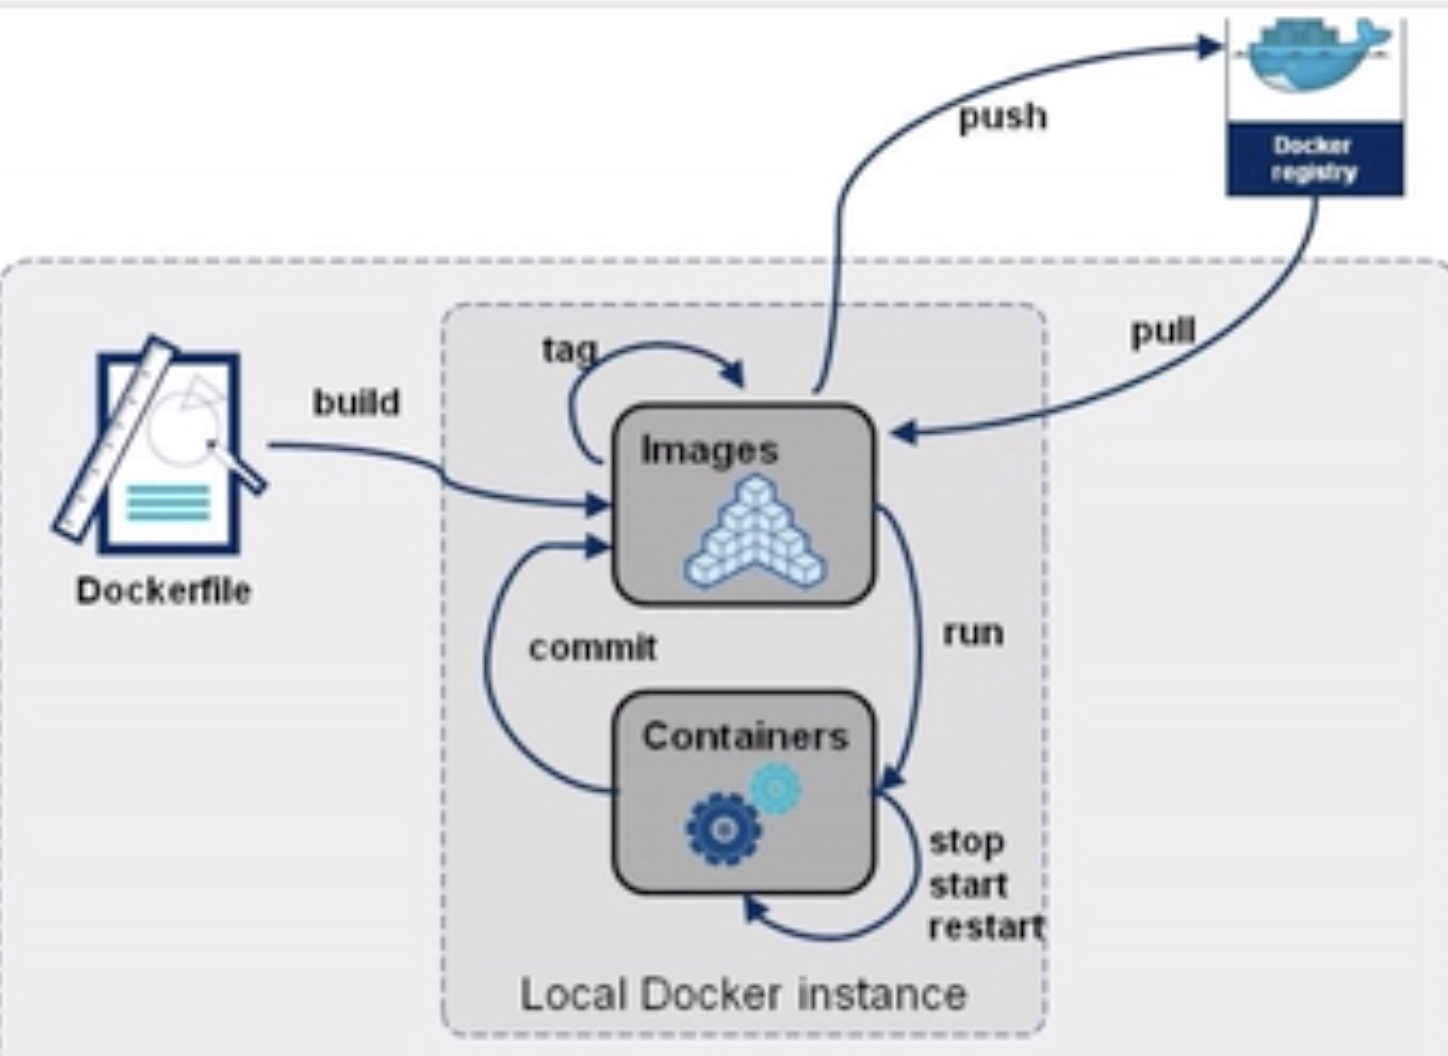 push
Docker
registry
pull
tag
build
Images
Dockerfile
commit
run
Containers
stop
start
restart
Local Docker instance